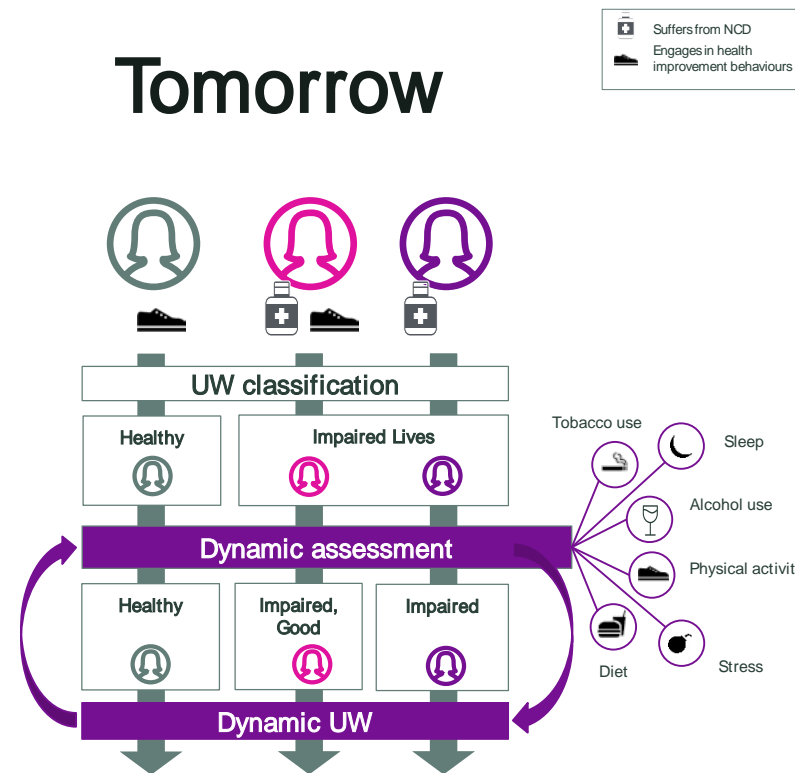 Suffers from NCD
Engages in health
improvement behaviours
Tomorrow
UW classification
Healthy
Impaired Lives
Tobacco use
Sleep
Alcohol use
Dynamic assessment
Physical activit
Healthy
Impaired,
Good
Impaired
Diet
Stress
Dynamic UW